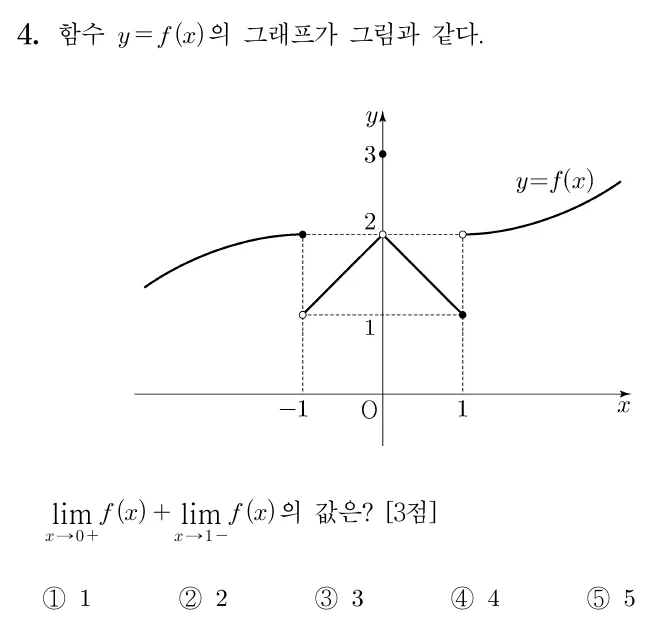 4. 함수 y=f(x)의 그래프가 그림과 같다.
y
3
y=f(x)
2
1
−1 O 1 x
lim f(x)+ lim f(x)의 값은? [3점]
x→0+ x→1−
① 1 ② 2 ③ 3 ④ 4 ⑤ 5